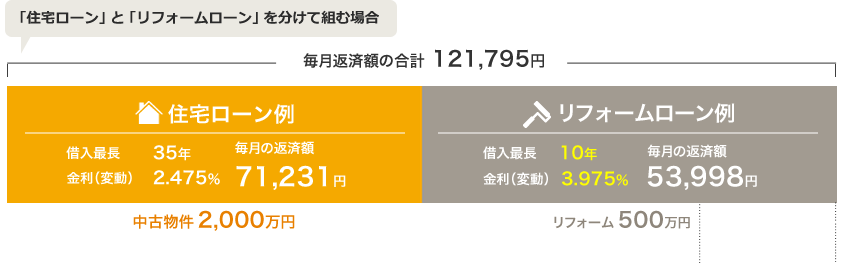 「住宅ローン」と「リフォームローン」を分けて組む場合
毎月返済額の合計 121,795円
住宅ローン例
借入最長 35年
金利（変動） 2.475%
毎月の返済額
71,231円
リフォームローン例
借入最長 10年
金利（変動） 3.975%
毎月の返済額
53,998円
中古物件 2,000万円
リフォーム 500万円